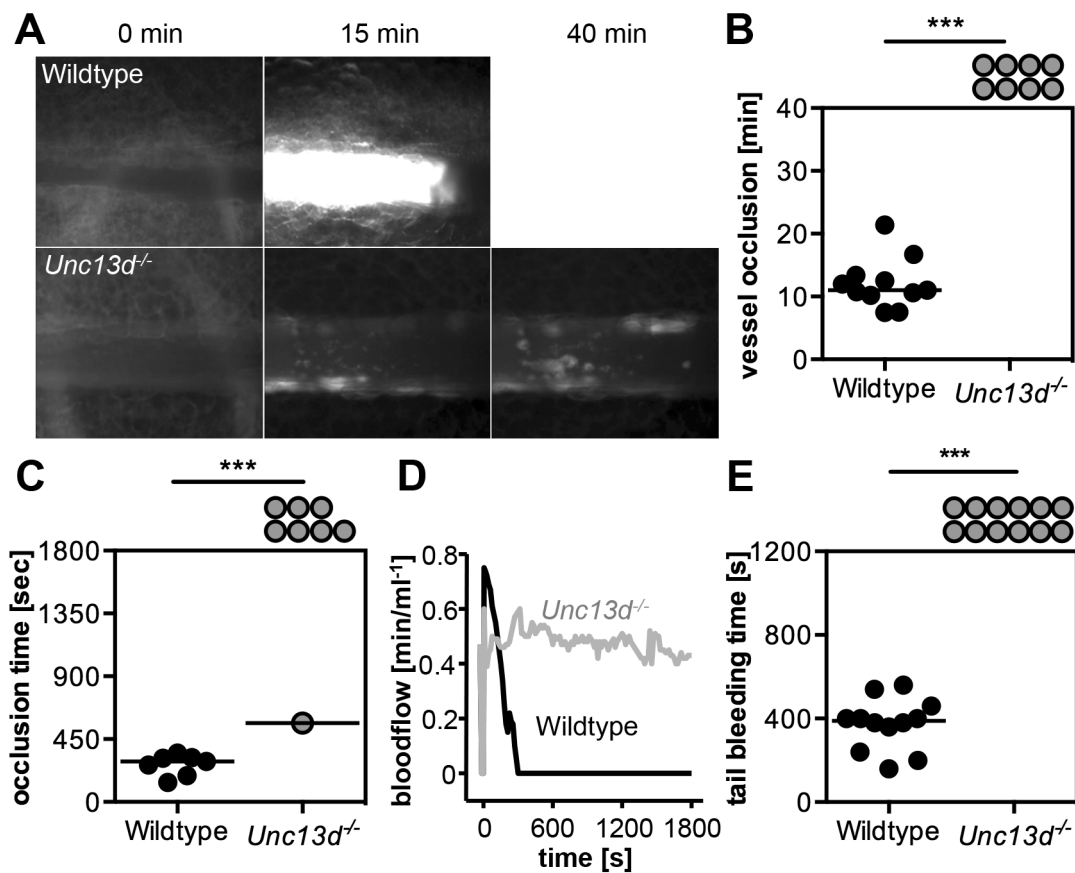 A
0 min
15 min
40 min
Wildtype
Unc13d-/-
B
***
vessel occlusion [min]
40
30
20
10
0
Wildtype
Unc13d-/-
C
***
occlusion time [sec]
1800
1350
900
450
0
Wildtype
Unc13d-/-
D
bloodflow [min/ml-1]
0.8
0.6
0.4
0.2
0
Unc13d-/-
Wildtype
0
600
1200
1800
time [s]
E
***
tail bleeding time [s]
1200
800
400
0
Wildtype
Unc13d-/-